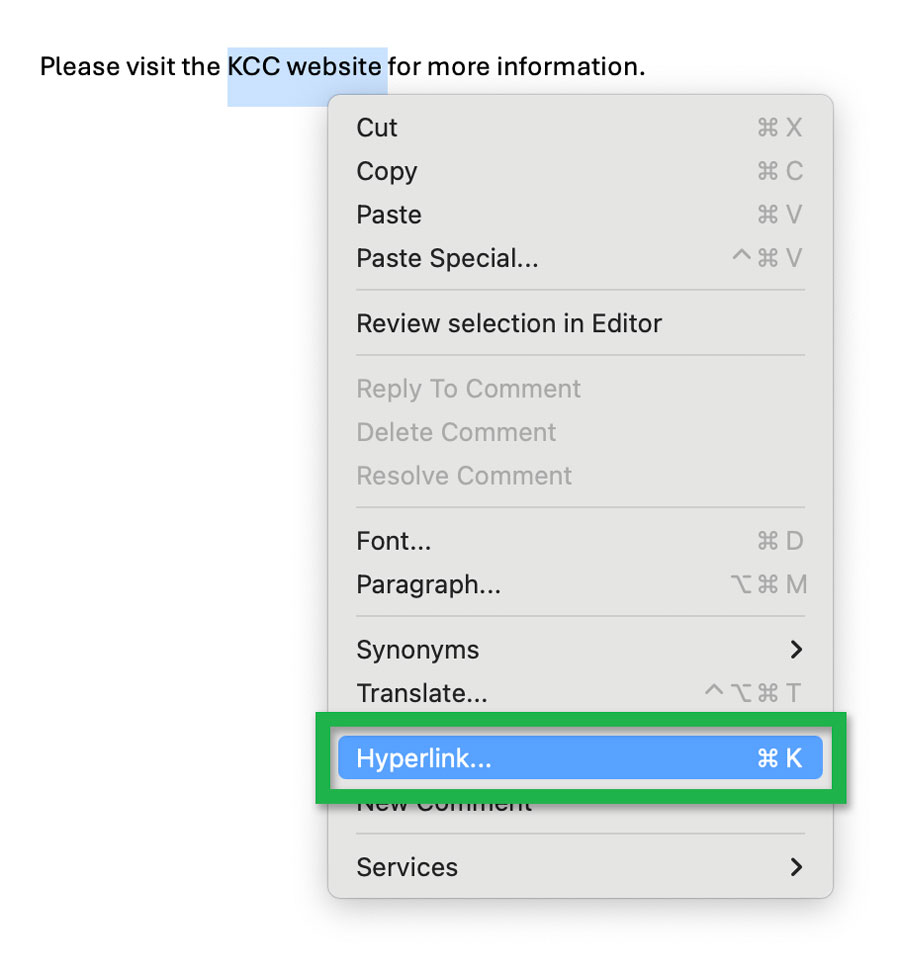 Please visit the KCC website for more information.
Cut ⌘ X
Copy ⌘ C
Paste ⌘ V
Paste Special... ^ ⌘ V
Review selection in Editor
Reply To Comment
Delete Comment
Resolve Comment
Font... ⌘ D
Paragraph... ⌥ ⌘ M
Synonyms >
Translate... ^ ⌥ ⌘ T
Hyperlink... ⌘ K
New Comment
Services >